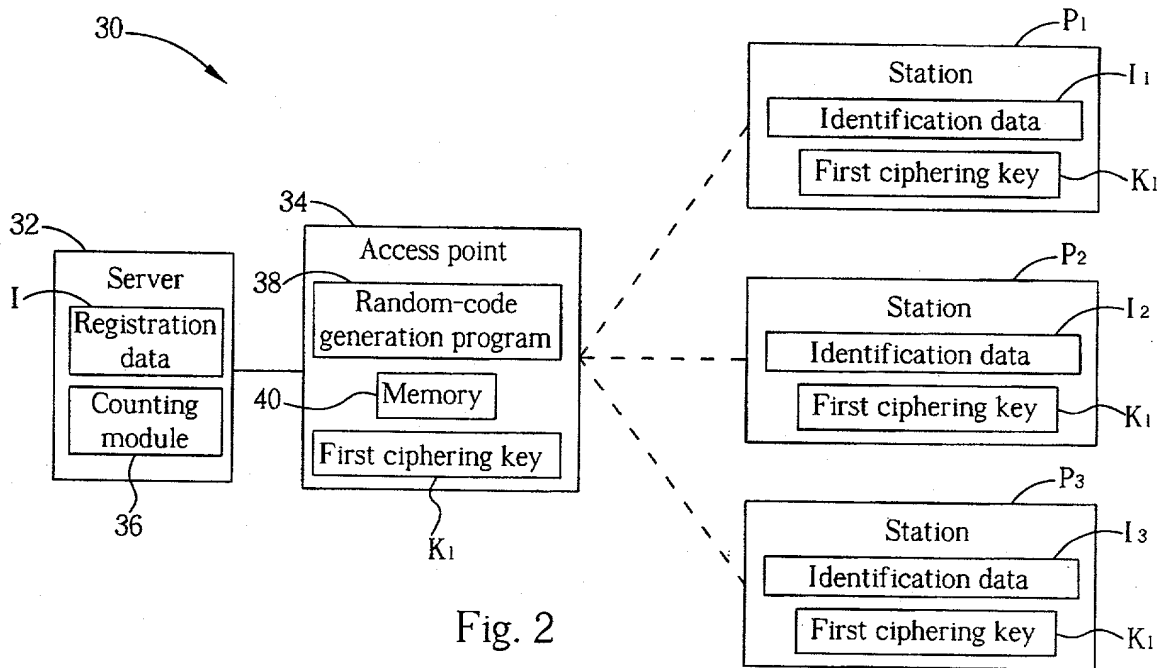 30
32
Server
I
Registration
data
Counting
module
36
34
Access point
38
Random-code
generation program
40
Memory
First ciphering key
K1
P1
Station
I1
Identification data
First ciphering key
K1
P2
Station
I2
Identification data
First ciphering key
K1
P3
Station
I3
Identification data
First ciphering key
K1
Fig. 2